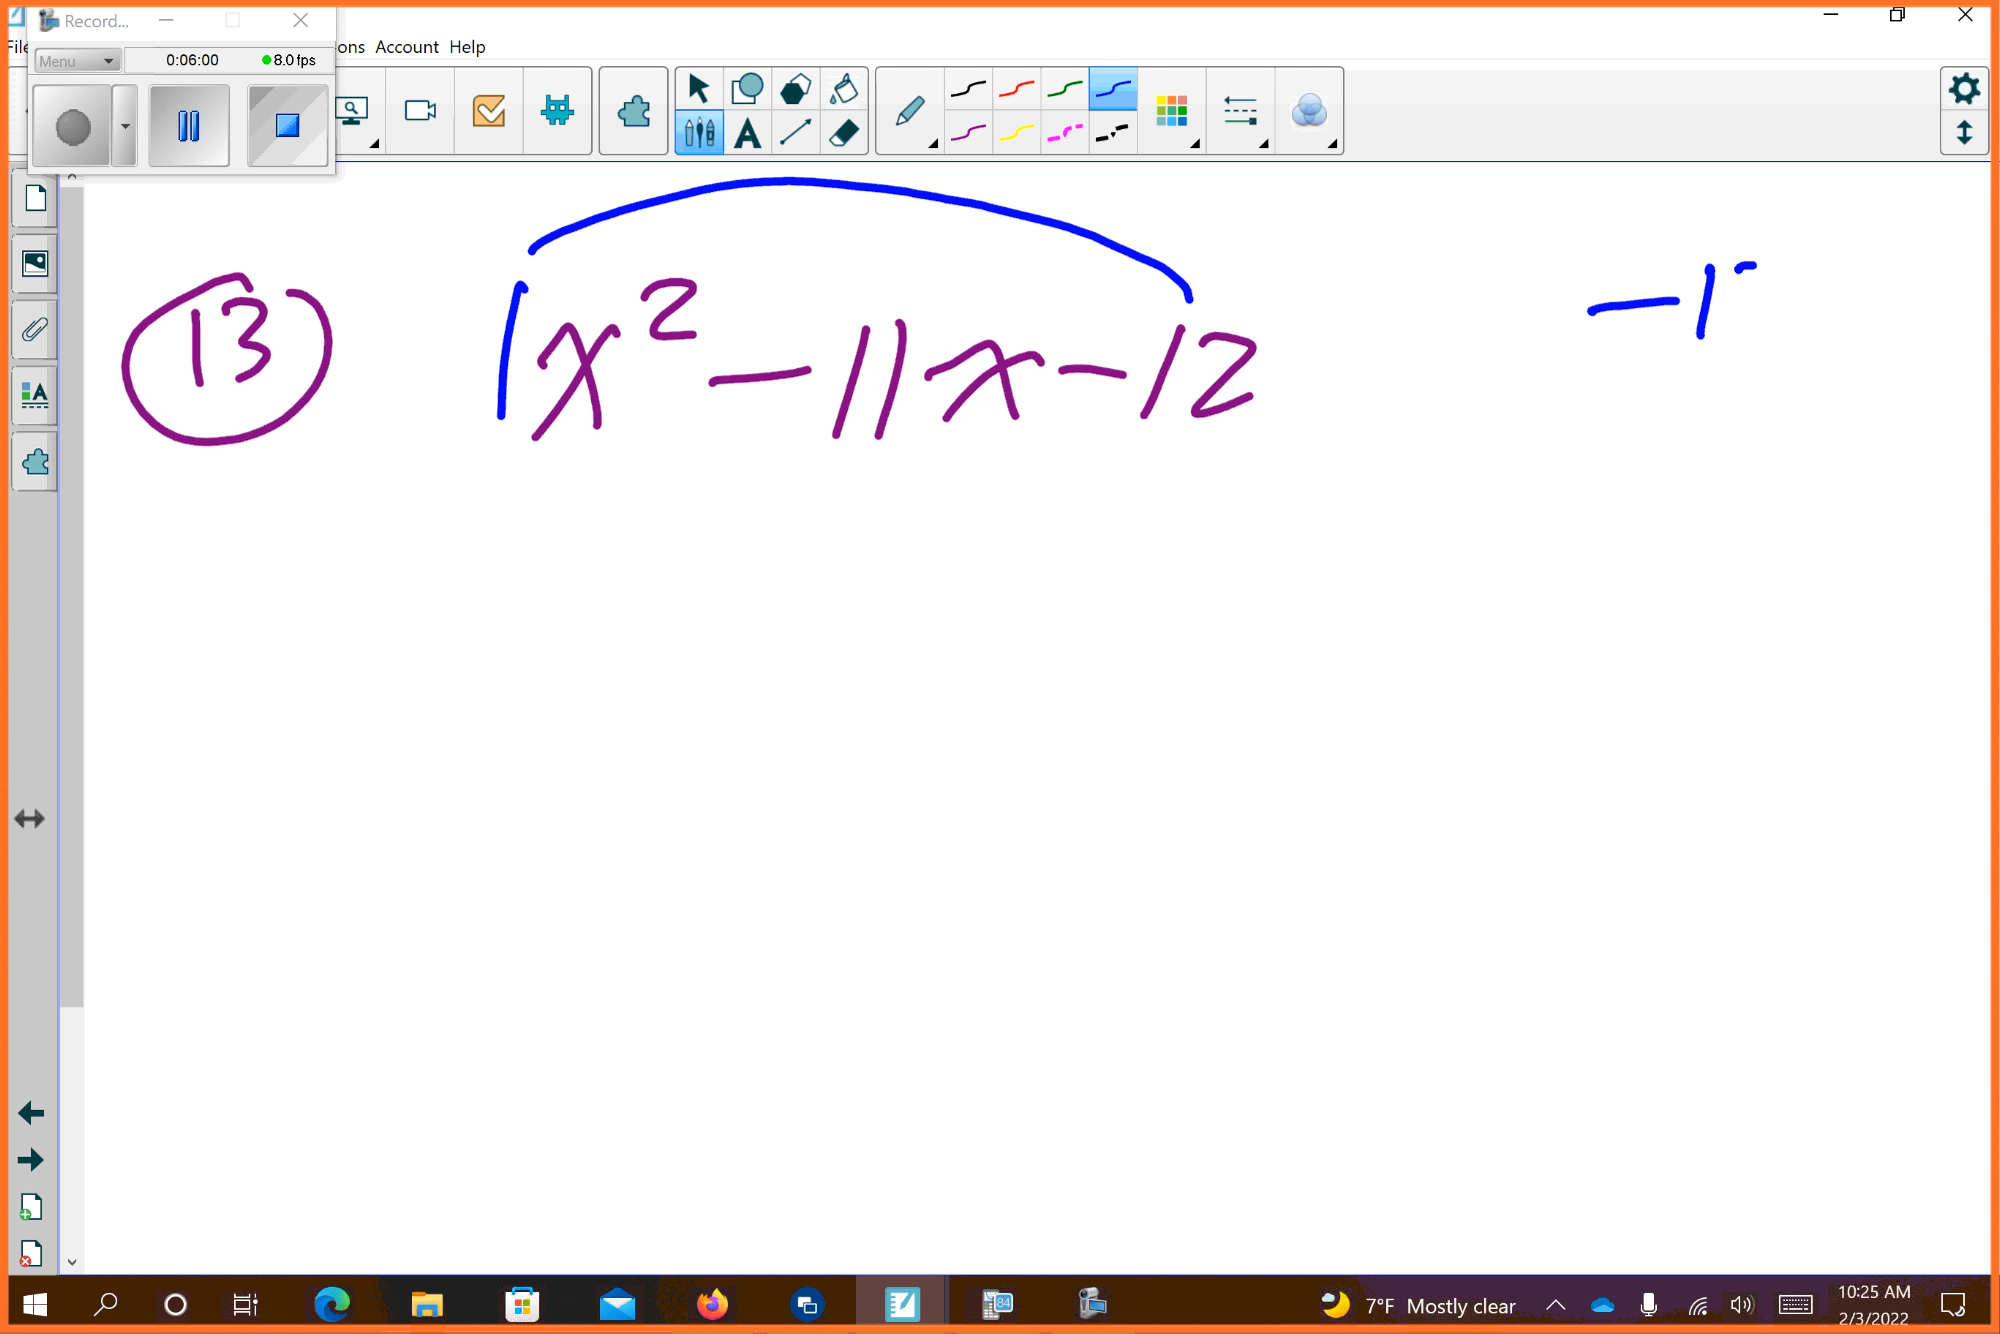 Record...
Menu 0:06:00 8.0 fps
File ons Account Help
13 1x² - 11x - 12
-1
84
7°F Mostly clear
10:25 AM
2/3/2022